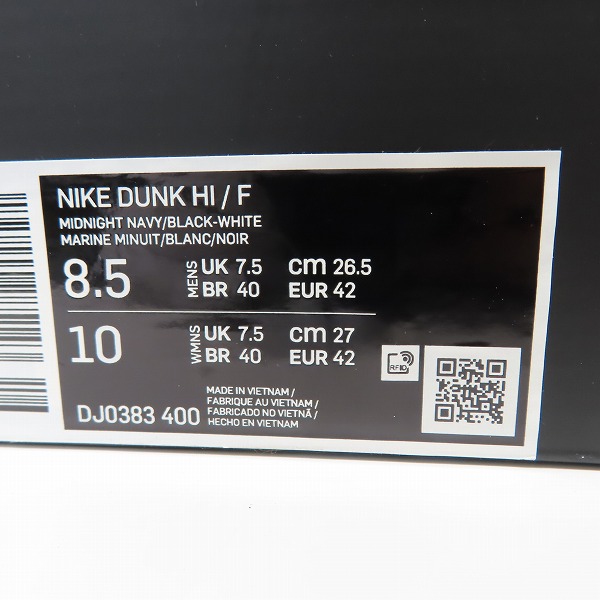 NIKE DUNK HI / F
MIDNIGHT NAVY/BLACK-WHITE
MARINE MINUIT/BLANC/NOIR
8.5 MENS UK 7.5 cm 26.5
BR 40 EUR 42
10 WMNS UK 7.5 cm 27
BR 40 EUR 42
RFID
MADE IN VIETNAM /
FABRIQUE AU VIETNAM /
FABRICADO NO VIETNÃ /
HECHO EN VIETNAM
DJ0383 400